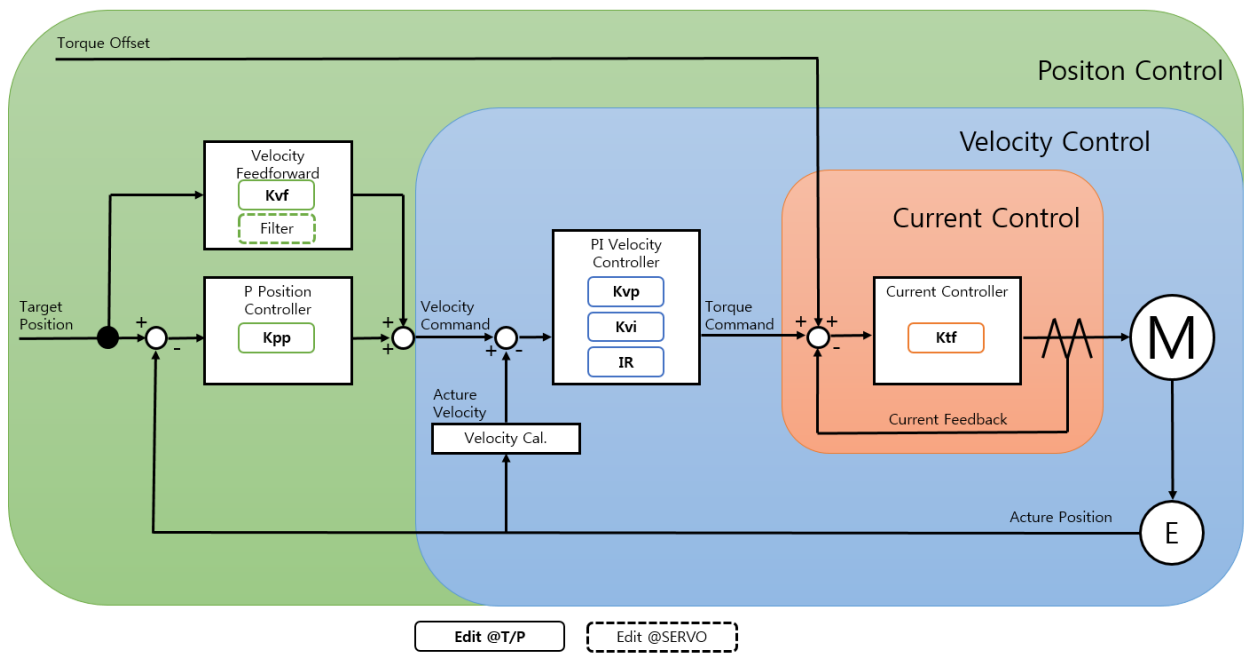 Torque Offset
Positon Control
Velocity Control
Current Control
Velocity
Feedforward
Kvf
Filter
PI Velocity
Controller
Kvp
Kvi
IR
P Position
Controller
Kpp
Current Controller
Ktf
Target
Position
+
-
+
+
Velocity
Command
+
-
Torque
Command
+
+
-
M
Acture
Velocity
Velocity Cal.
Current Feedback
Acture Position
E
Edit @T/P
Edit @SERVO